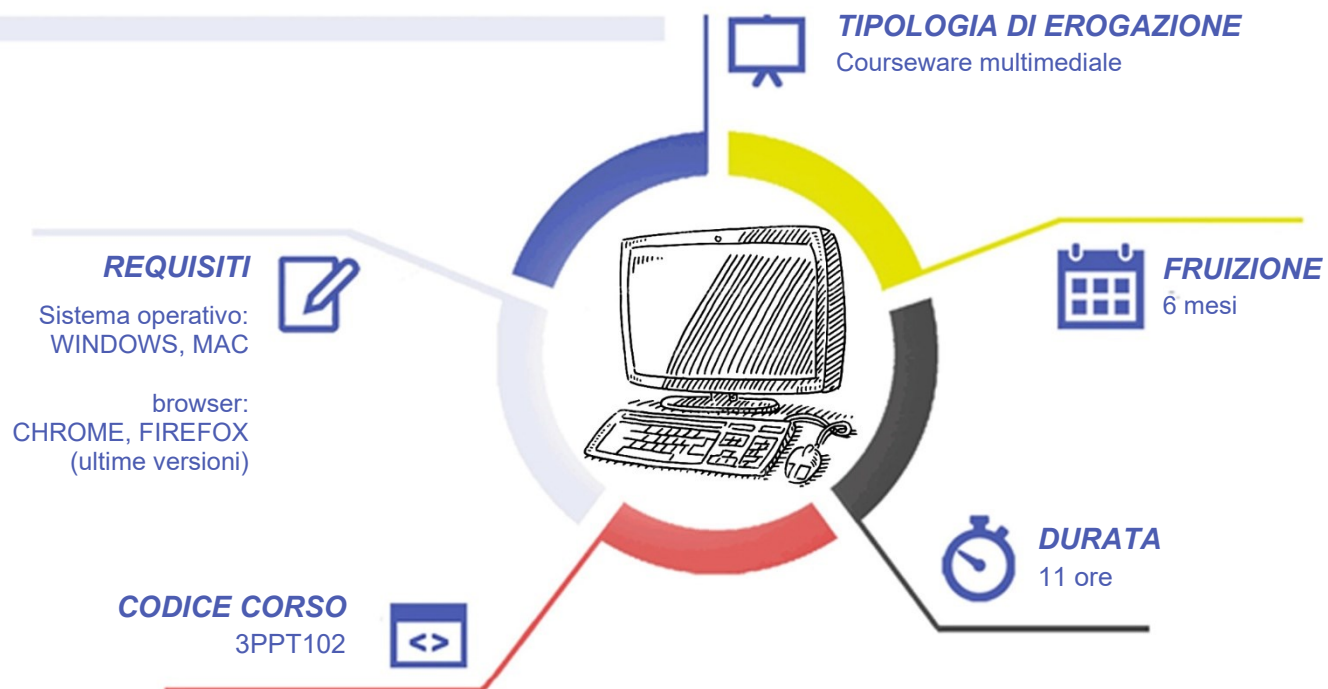 TIPOLOGIA DI EROGAZIONE
Courseware multimediale
REQUISITI
Sistema operativo:
WINDOWS, MAC
browser:
CHROME, FIREFOX
(ultime versioni)
FRUIZIONE
6 mesi
DURATA
11 ore
CODICE CORSO
3PPT102
<>